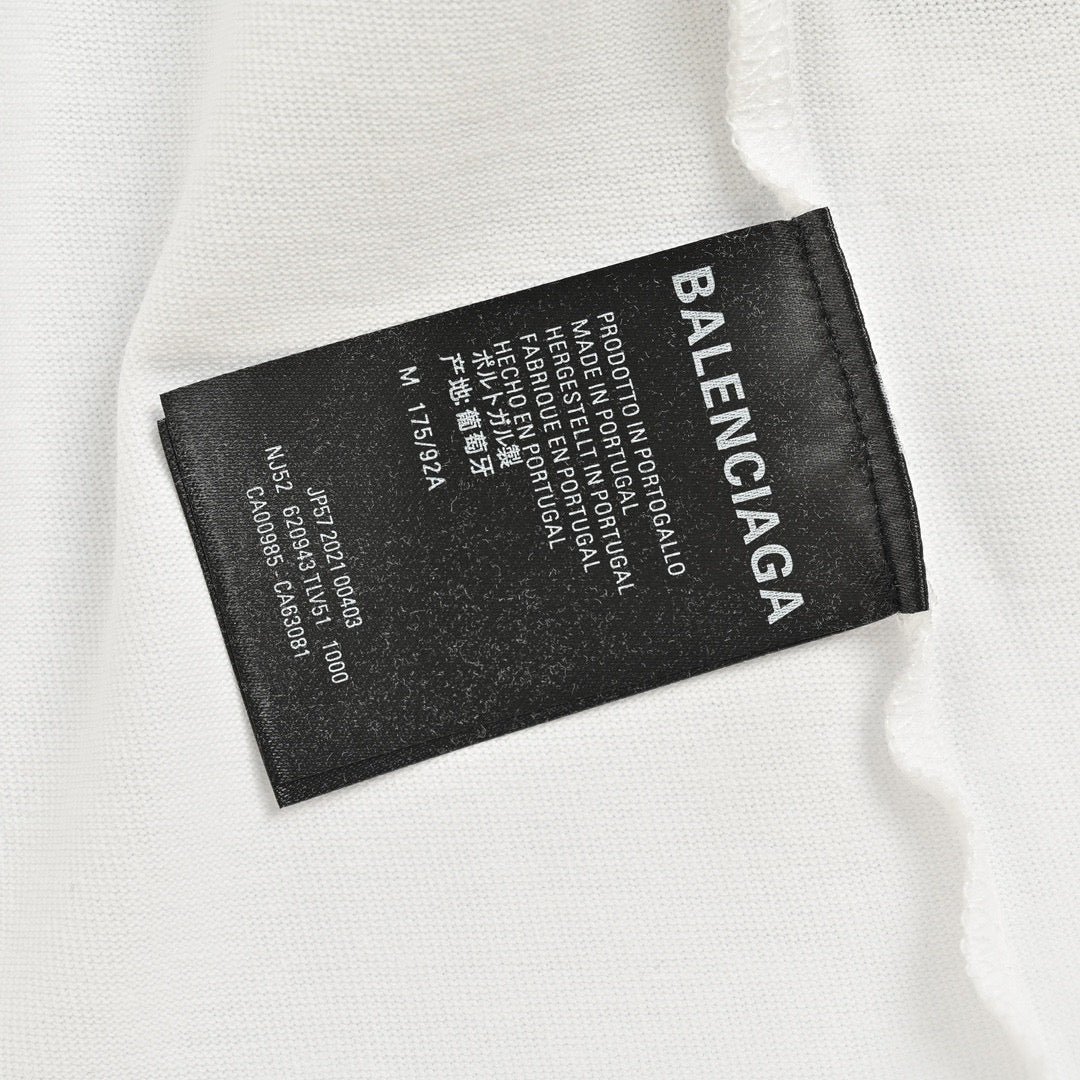 BALENCIAGA
PRODOTTO IN PORTOGALLO
MADE IN PORTUGAL
HERGESTELLT IN PORTUGAL
FABRIQUE EN PORTUGAL
HECHO EN PORTUGAL
ポルトガル製
产地:葡萄牙
M 175/92A
JP57 2021 00403
NJ52 620943 TLV51 1000
CA00985 - CA63081